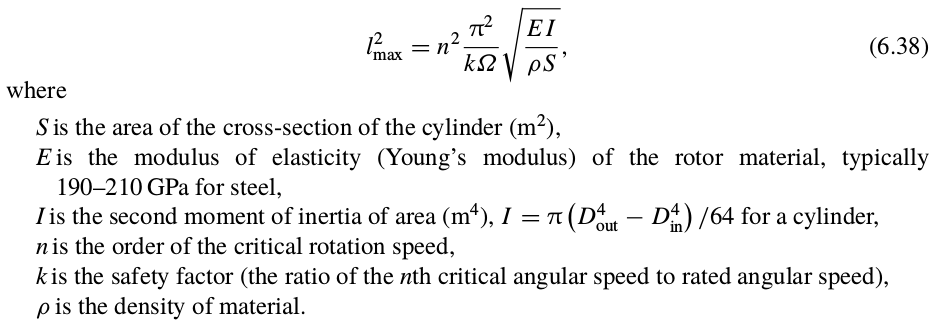 l²_max = n² π²/(kΩ) √(EI/(ρS)), (6.38)
where
S is the area of the cross-section of the cylinder (m²),
E is the modulus of elasticity (Young’s modulus) of the rotor material, typically
190–210 GPa for steel,
I is the second moment of inertia of area (m⁴), I = π(D⁴_out − D⁴_in)/64 for a cylinder,
n is the order of the critical rotation speed,
k is the safety factor (the ratio of the nth critical angular speed to rated angular speed),
ρ is the density of material.